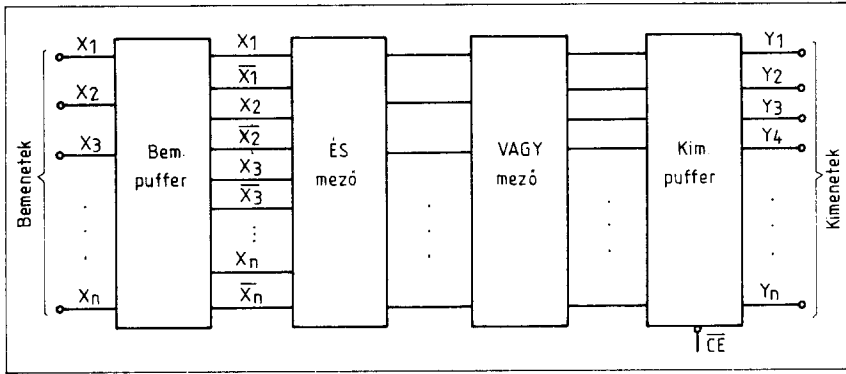 Bemenetek
X1
X2
X3
Xn
Bem.
puffer
X1
X̅1̅
X2
X̅2̅
X3
X̅3̅
Xn
X̅n̅
ÉS
mező
VAGY
mező
Kim.
puffer
C̅E̅
Y1
Y2
Y3
Y4
Yn
Kimenetek